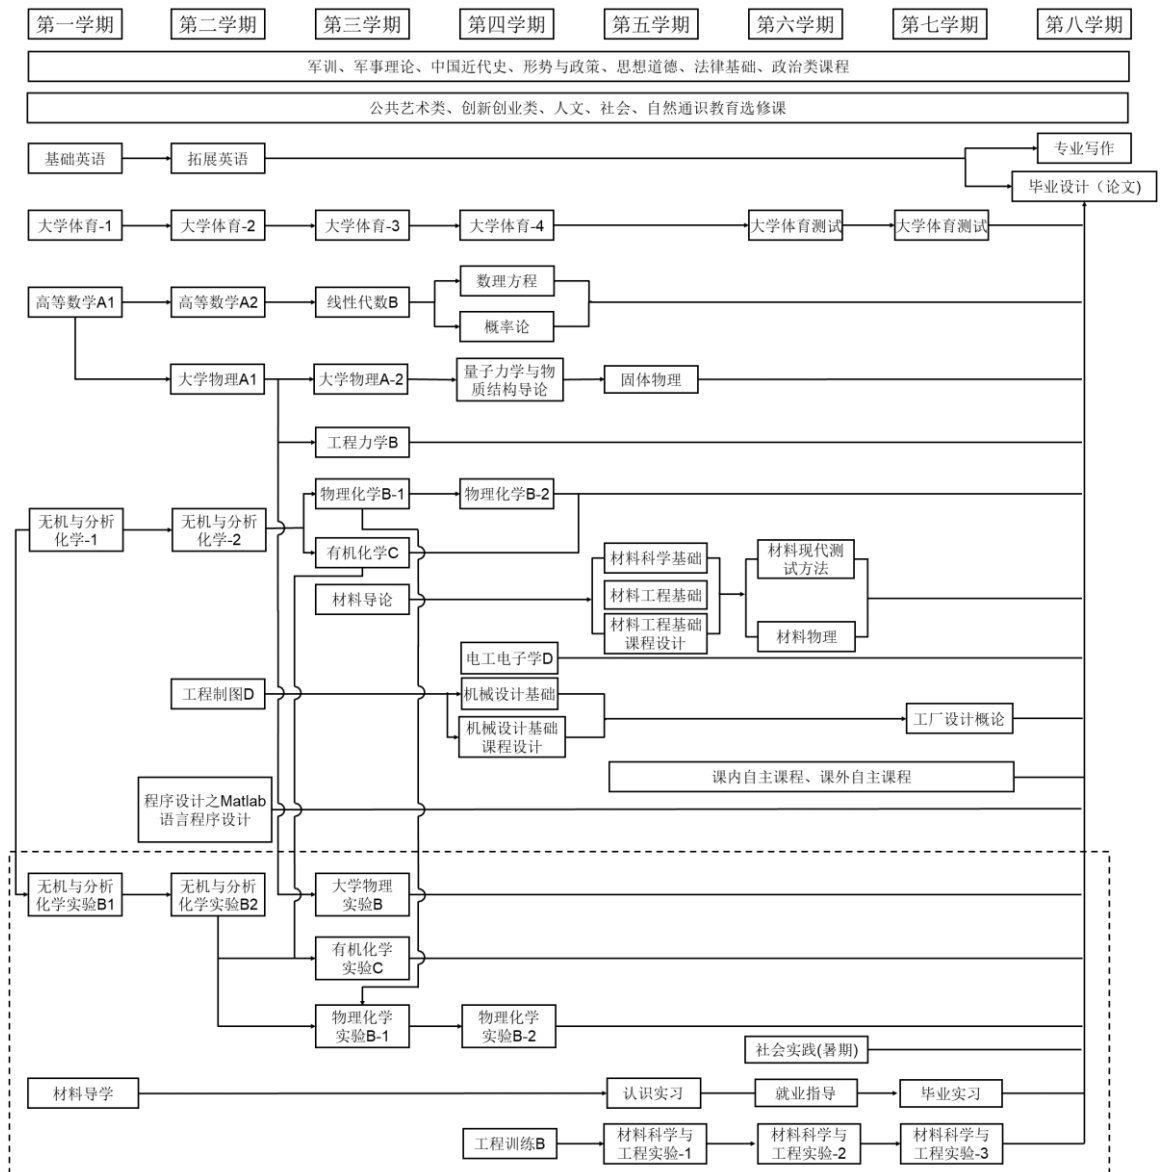 第一学期
第二学期
第三学期
第四学期
第五学期
第六学期
第七学期
第八学期
军训、军事理论、中国近代史、形势与政策、思想道德、法律基础、政治类课程
公共艺术类、创新创业类、人文、社会、自然通识教育选修课
基础英语
拓展英语
专业写作
毕业设计（论文)
大学体育-1
大学体育-2
大学体育-3
大学体育-4
大学体育测试
大学体育测试
高等数学A1
高等数学A2
线性代数B
数理方程
概率论
大学物理A1
大学物理A-2
量子力学与物
质结构导论
固体物理
工程力学B
物理化学B-1
物理化学B-2
无机与分析
化学-1
无机与分析
化学-2
有机化学C
材料导论
材料科学基础
材料工程基础
材料工程基础
课程设计
材料现代测
试方法
材料物理
电工电子学D
工程制图D
机械设计基础
机械设计基础
课程设计
工厂设计概论
课内自主课程、课外自主课程
程序设计之Matlab
语言程序设计
无机与分析
化学实验B1
无机与分析
化学实验B2
大学物理
实验B
有机化学
实验C
物理化学
实验B-1
物理化学
实验B-2
社会实践(暑期)
材料导学
认识实习
就业指导
毕业实习
工程训练B
材料科学与
工程实验-1
材料科学与
工程实验-2
材料科学与
工程实验-3